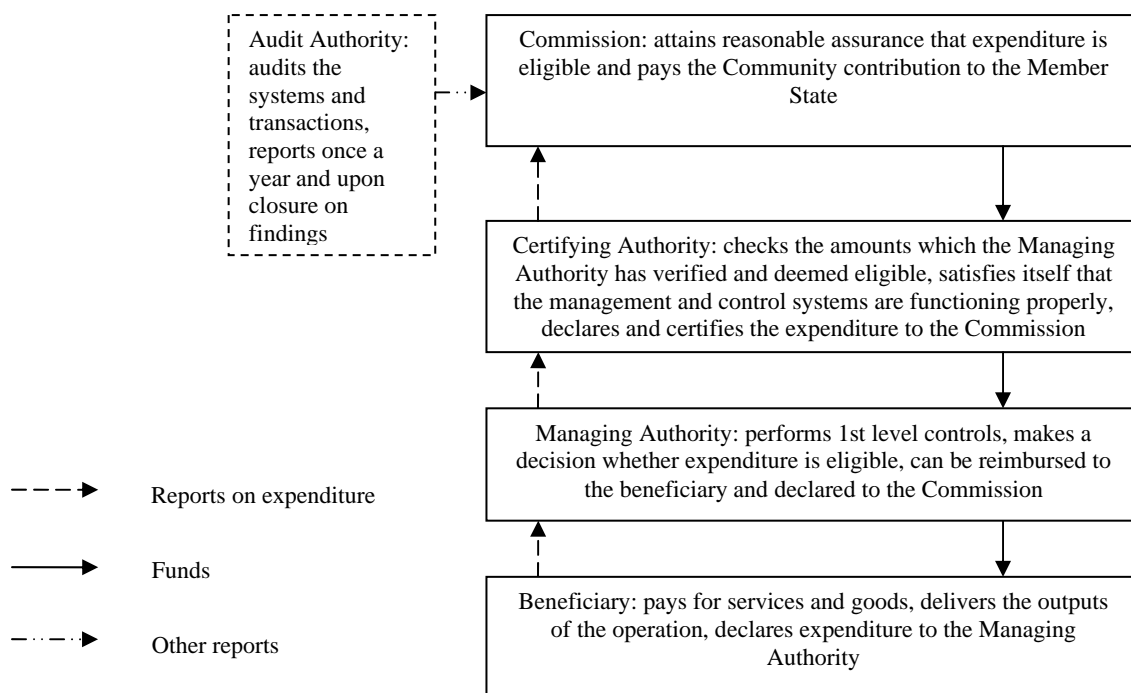 Audit Authority:
audits the
systems and
transactions,
reports once a
year and upon
closure on
findings
Commission: attains reasonable assurance that expenditure is
eligible and pays the Community contribution to the Member
State
Certifying Authority: checks the amounts which the Managing
Authority has verified and deemed eligible, satisfies itself that
the management and control systems are functioning properly,
declares and certifies the expenditure to the Commission
Managing Authority: performs 1st level controls, makes a
decision whether expenditure is eligible, can be reimbursed to
the beneficiary and declared to the Commission
Beneficiary: pays for services and goods, delivers the outputs
of the operation, declares expenditure to the Managing
Authority
Reports on expenditure
Funds
Other reports